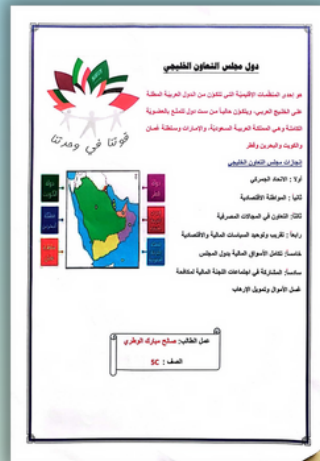 دول مجلس التعاون الخليجي
هو إحدى المنظمات الإقليمية التي تتكون من الدول العربية المطلة
على الخليج العربي، ويتكون حالياً من ست دول تتمتع بالعضوية
الكاملة وهي المملكة العربية السعودية، والإمارات وسلطنة عُمان
والكويت والبحرين وقطر
قوتنا في وحدتنا
إنجازات مجلس التعاون الخليجي
أولا : الاتحاد الجمركي
ثانياً : المواطنة الاقتصادية
ثالثاً: التعاون في المجالات المصرفية
رابعاً : تقريب وتوحيد السياسات المالية والاقتصادية
خامساً: تكامل الأسواق المالية بدول المجلس
سادساً: المشاركة في اجتماعات اللجنة المالية لمكافحة
غسل الأموال وتمويل الإرهاب
عمل الطالب: صالح مبارك الوطري
الصف : 5C